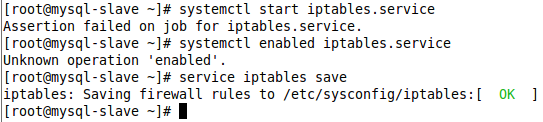 [root@mysql-slave ~]# systemctl start iptables.service
Assertion failed on job for iptables.service.
[root@mysql-slave ~]# systemctl enabled iptables.service
Unknown operation 'enabled'.
[root@mysql-slave ~]# service iptables save
iptables: Saving firewall rules to /etc/sysconfig/iptables:[  OK  ]
[root@mysql-slave ~]#